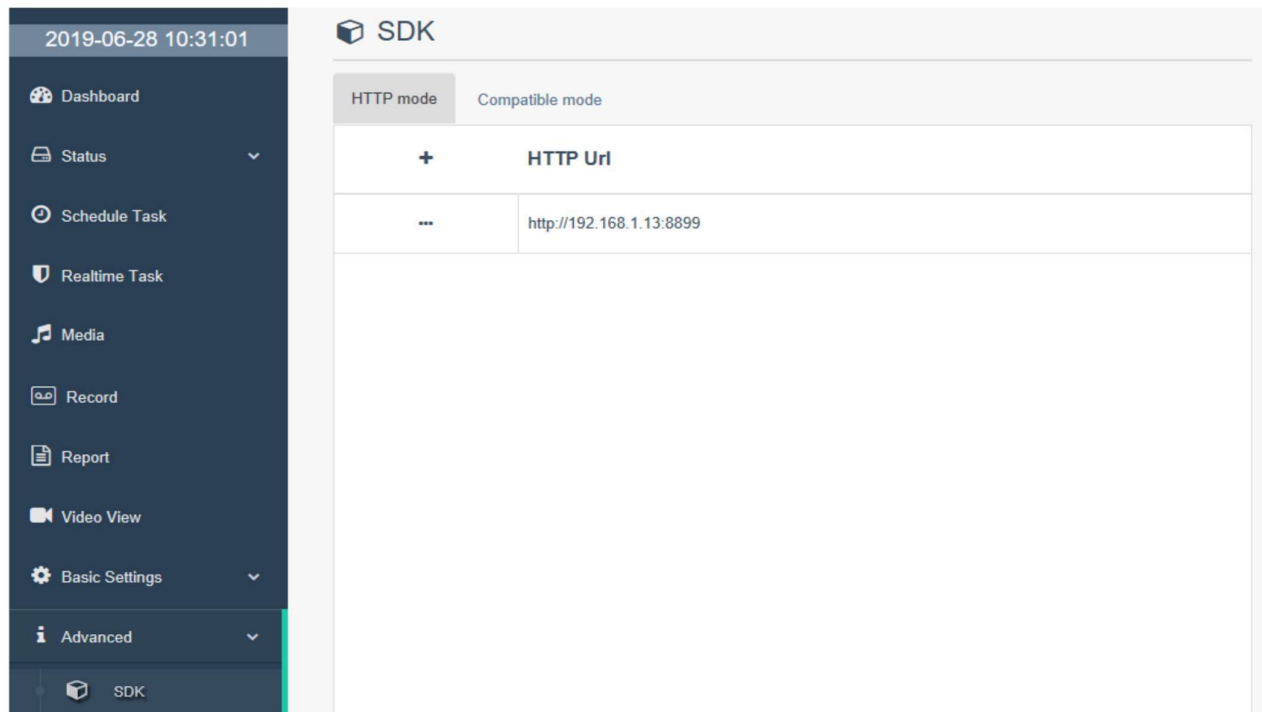 2019-06-28 10:31:01
Dashboard
Status
Schedule Task
Realtime Task
Media
Record
Report
Video View
Basic Settings
Advanced
SDK
SDK
HTTP mode
Compatible mode
+ HTTP Url
... http://192.168.1.13:8899